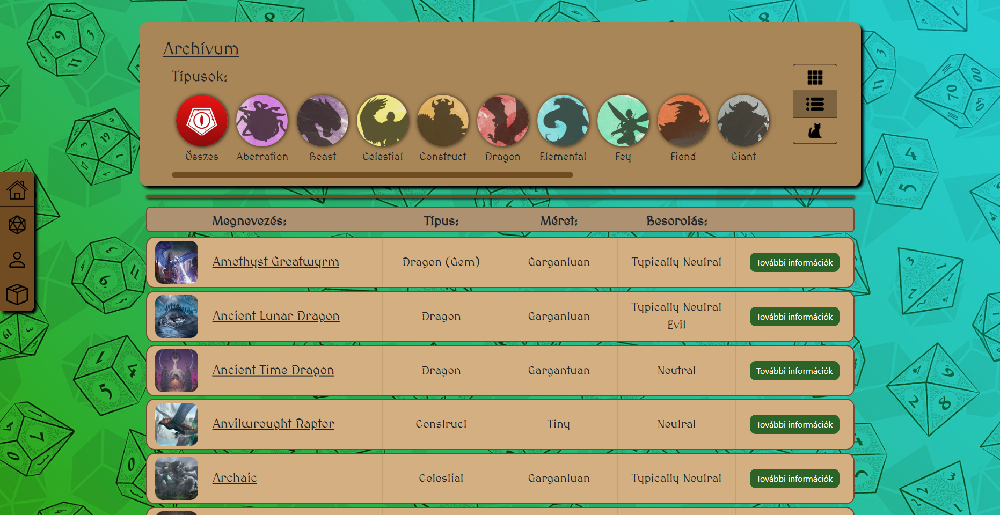 Archívum
Típusok:
Összes
Aberration
Beast
Celestial
Construct
Dragon
Elemental
Fey
Fiend
Giant
Megnevezés: Típus: Méret: Besorolás:
Amethyst Greatwyrm Dragon (Gem) Gargantuan Typically Neutral További információk
Ancient Lunar Dragon Dragon Gargantuan Typically Neutral Evil További információk
Ancient Time Dragon Dragon Gargantuan Neutral További információk
Anvilwrought Raptor Construct Tiny Neutral További információk
Archaic Celestial Gargantuan Typically Neutral További információk